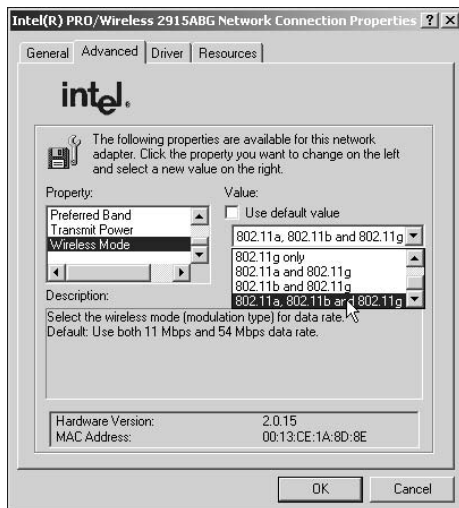 Intel(R) PRO/Wireless 2915ABG Network Connection Properties
General Advanced Driver Resources
intel®
The following properties are available for this network
adapter. Click the property you want to change on the left
and select a new value on the right.
Property:
Value:
Preferred Band
Transmit Power
Wireless Mode
Use default value
802.11a, 802.11b and 802.11g
802.11g only
802.11a and 802.11g
802.11b and 802.11g
802.11a, 802.11b and 802.11g
Description:
Select the wireless mode (modulation type) for data rate.
Default: Use both 11 Mbps and 54 Mbps data rate.
Hardware Version: 2.0.15
MAC Address: 00:13:CE:1A:8D:8E
OK Cancel